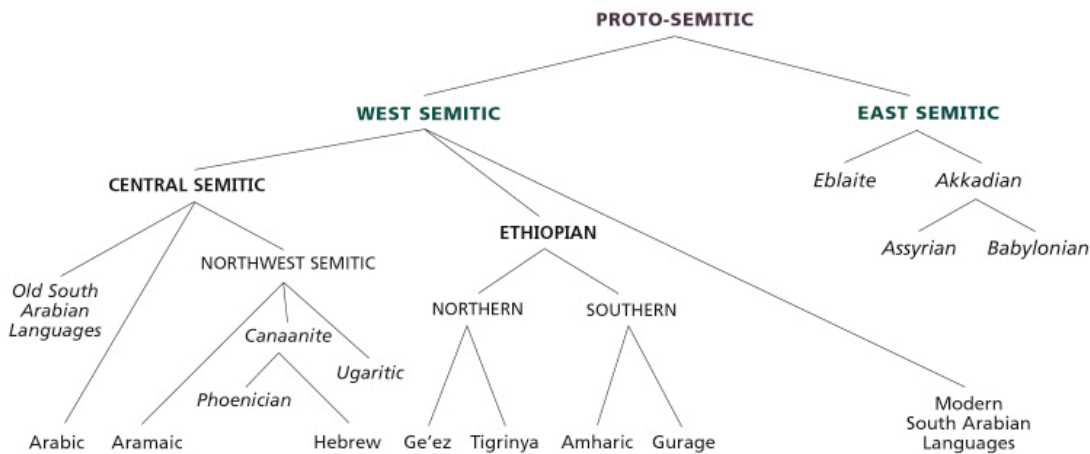 PROTO-SEMITIC
WEST SEMITIC
EAST SEMITIC
CENTRAL SEMITIC
Eblaite
Akkadian
ETHIOPIAN
Assyrian
Babylonian
NORTHWEST SEMITIC
Old South
Arabian
Languages
NORTHERN
SOUTHERN
Canaanite
Ugaritic
Phoenician
Modern
South Arabian
Languages
Arabic
Aramaic
Hebrew
Ge’ez
Tigrinya
Amharic
Gurage